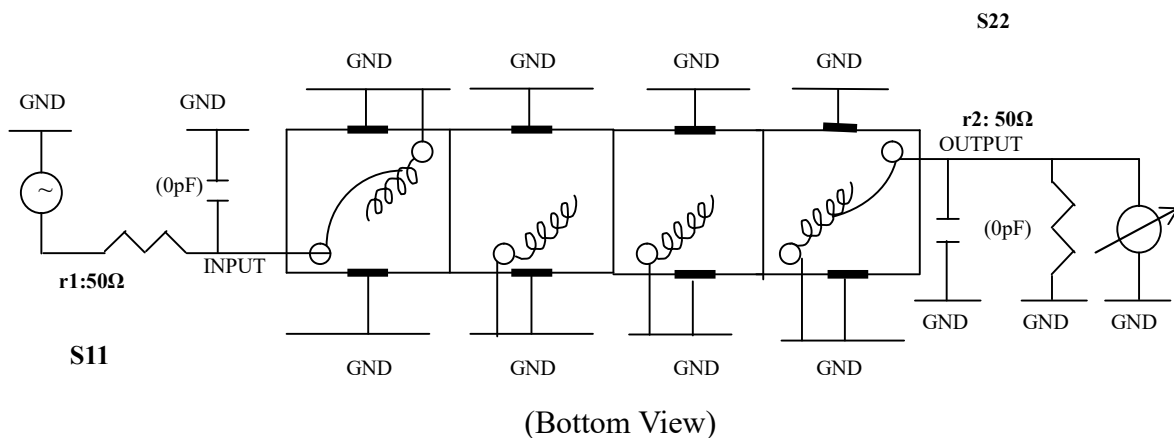 S22
GND GND GND GND
GND GND
r2: 50Ω
OUTPUT
(0pF)
~
(0pF)
INPUT
r1:50Ω
GND GND GND
S11
GND GND GND GND
(Bottom View)